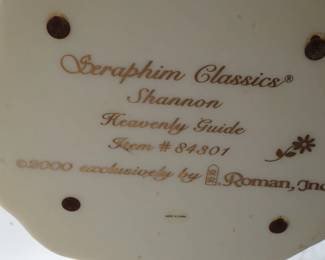 Seraphim Classics®
Shannon
Heavenly Guide
Item # 84301
©2000 exclusively by Roman, Inc